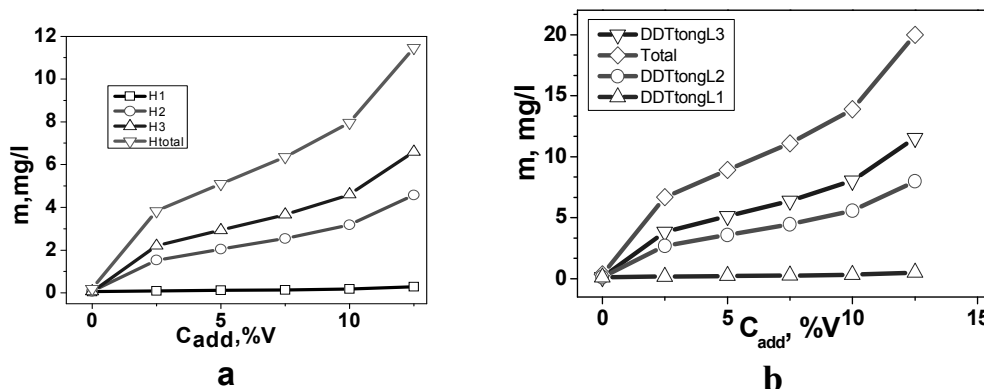 12
10
8
6
4
2
0
m,mg/l
H1
H2
H3
Htotal
0 5 10
Cadd,%V
a
20
15
10
5
0
m, mg/l
DDTtongL3
Total
DDTtongL2
DDTtongL1
0 5 10 15
Cadd, %V
b